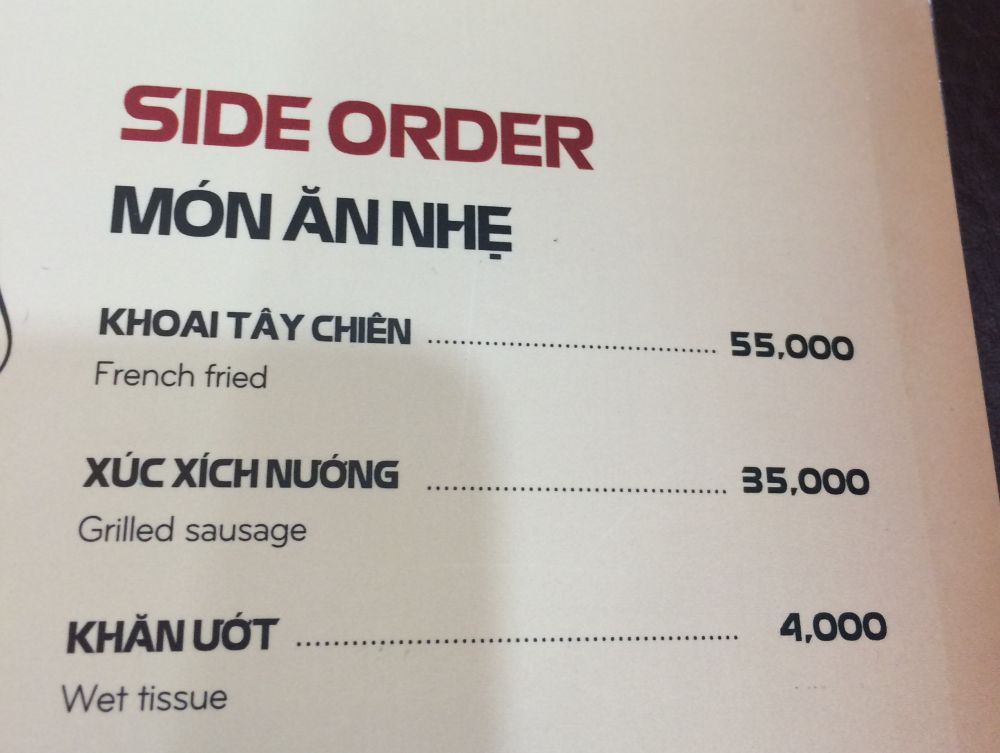 SIDE ORDER
MÓN ĂN NHẸ
KHOAI TÂY CHIÊN ........................................ 55,000
French fried
XÚC XÍCH NƯỚNG ........................................ 35,000
Grilled sausage
KHĂN ƯỚT ........................................ 4,000
Wet tissue